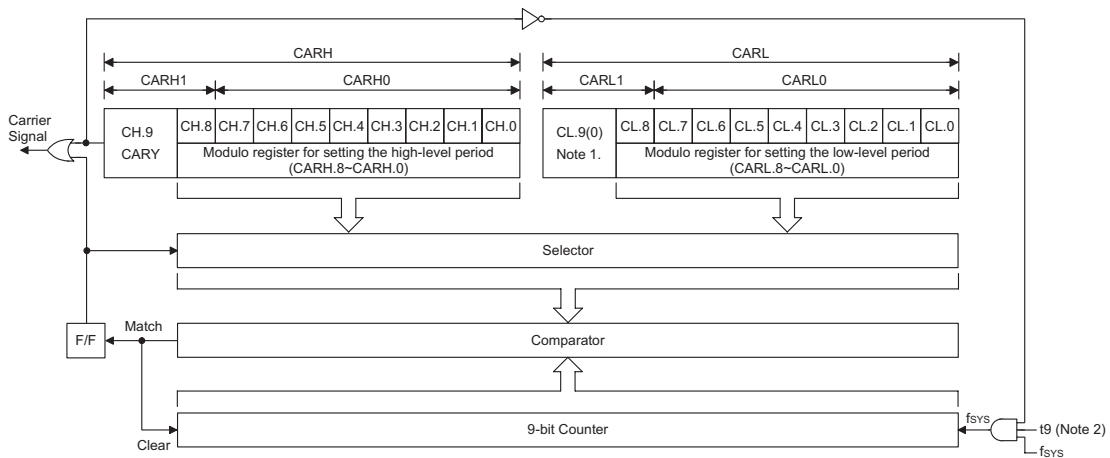 CARH
CARL
CARH1
CARH0
CARL1
CARL0
Carrier
Signal
CH.9
CARY
CH.8
CH.7
CH.6
CH.5
CH.4
CH.3
CH.2
CH.1
CH.0
Modulo register for setting the high-level period
(CARH.8~CARH.0)
CL.9(0)
Note 1.
CL.8
CL.7
CL.6
CL.5
CL.4
CL.3
CL.2
CL.1
CL.0
Modulo register for setting the low-level period
(CARL.8~CARL.0)
Selector
F/F
Match
Comparator
Clear
9-bit Counter
fSYS
t9 (Note 2)
fSYS